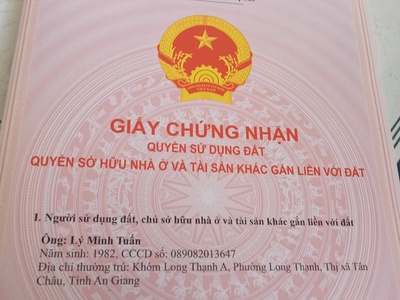 GIẤY CHỨNG NHẬN
QUYỀN SỬ DỤNG ĐẤT
QUYỀN SỞ HỮU NHÀ Ở VÀ TÀI SẢN KHÁC GẮN LIỀN VỚI ĐẤT
I. Người sử dụng đất, chủ sở hữu nhà ở và tài sản khác gắn liền với đất
Ông: Lý Minh Tuấn
Năm sinh: 1982, CCCD số: 089082013647
Địa chỉ thường trú: Khóm Long Thạnh A, Phường Long Thạnh, Thị xã Tân
Châu, Tỉnh An Giang